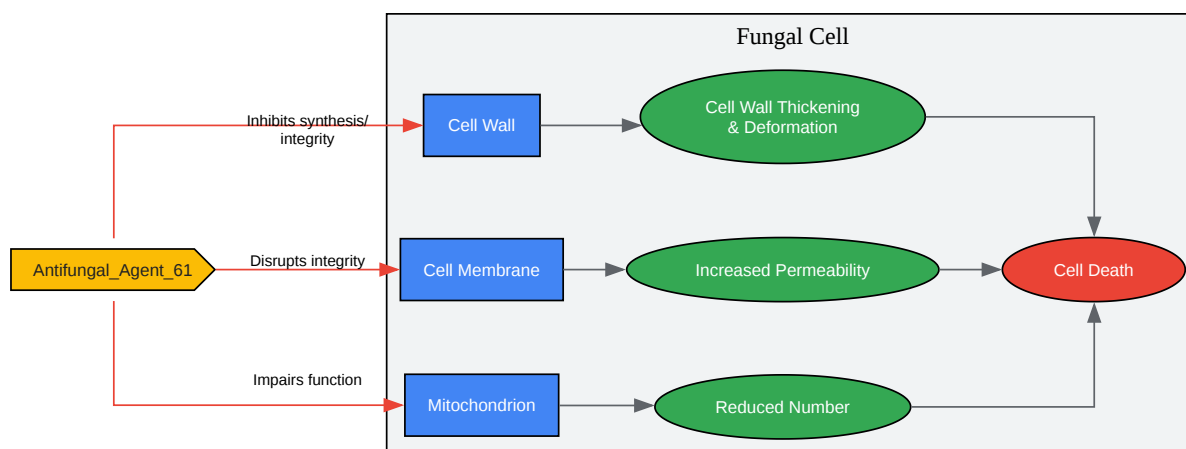 Fungal Cell
Inhibits synthesis/
integrity
Cell Wall
Cell Wall Thickening
& Deformation
Antifungal_Agent_61
Disrupts integrity
Cell Membrane
Increased Permeability
Cell Death
Impairs function
Mitochondrion
Reduced Number